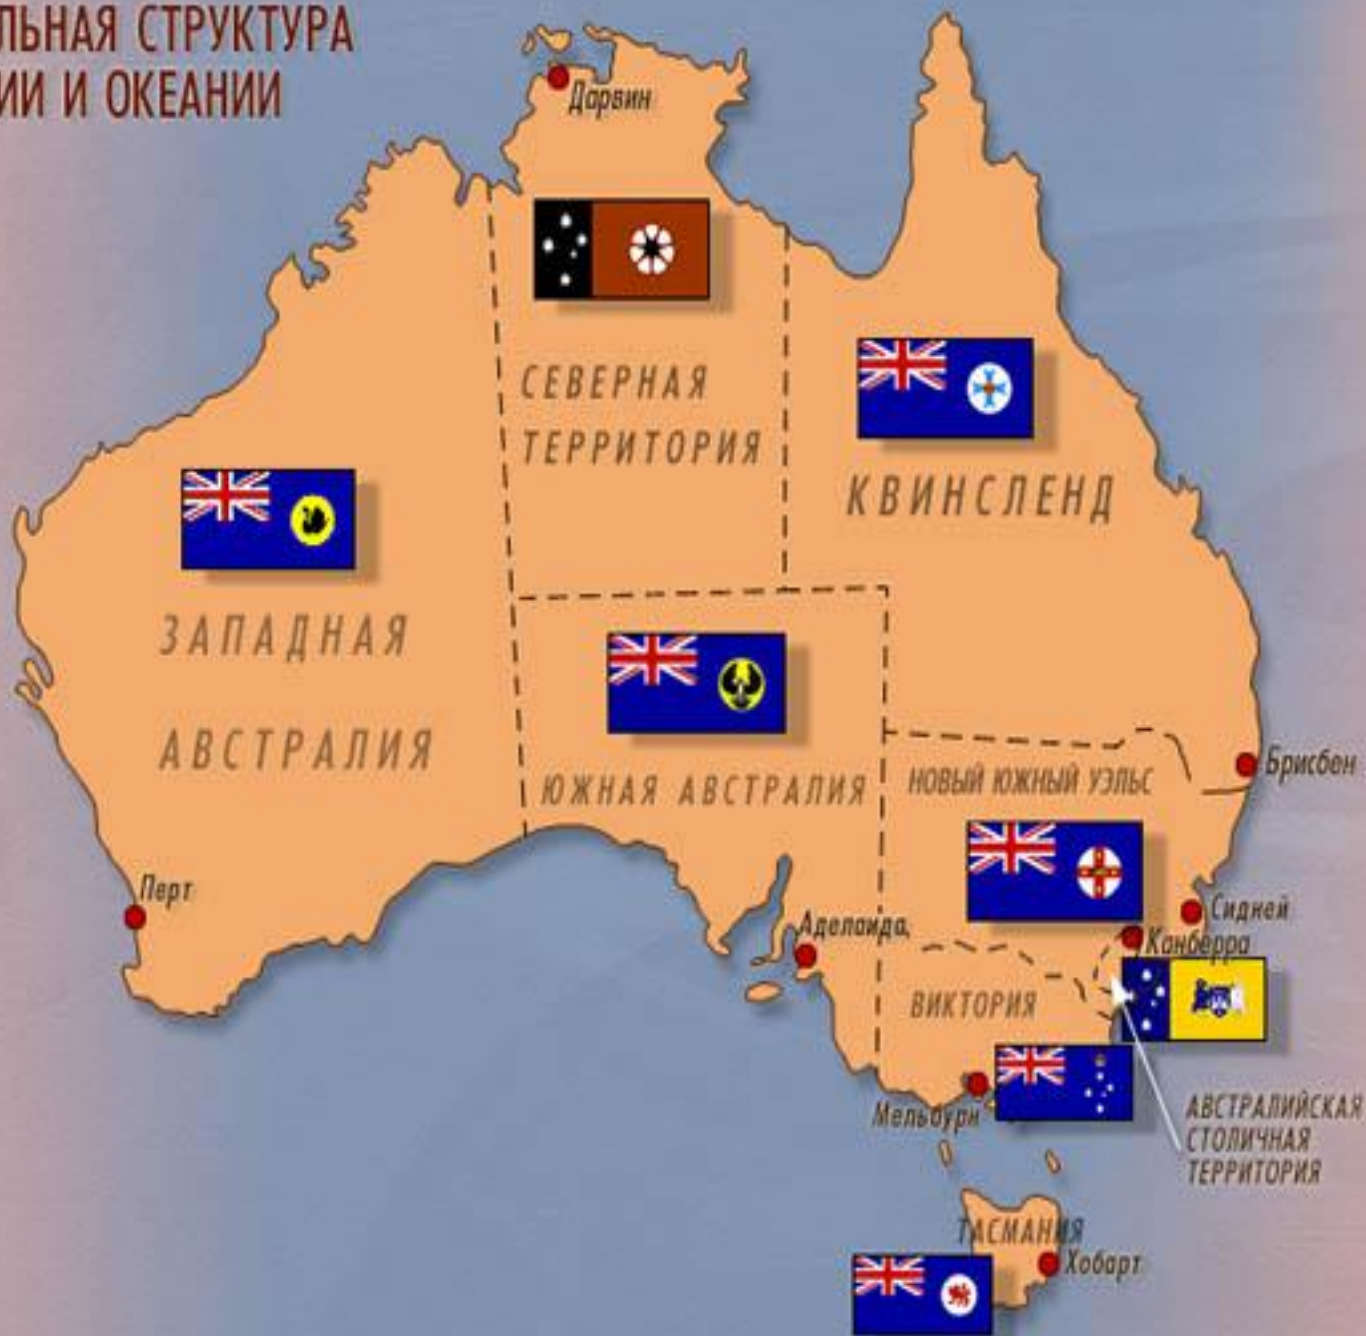 ЛЬНАЯ СТРУКТУРА
ИИ И ОКЕАНИИ
Дарвин
СЕВЕРНАЯ
ТЕРРИТОРИЯ
КВИНСЛЕНД
ЗАПАДНАЯ
АВСТРАЛИЯ
ЮЖНАЯ АВСТРАЛИЯ
НОВЫЙ ЮЖНЫЙ УЭЛЬС
Брисбен
Перт
Аделаида
Сидней
Канберра
ВИКТОРИЯ
Мельбурн
АВСТРАЛИЙСКАЯ
СТОЛИЧНАЯ
ТЕРРИТОРИЯ
ТАСМАНИЯ
Хобарт